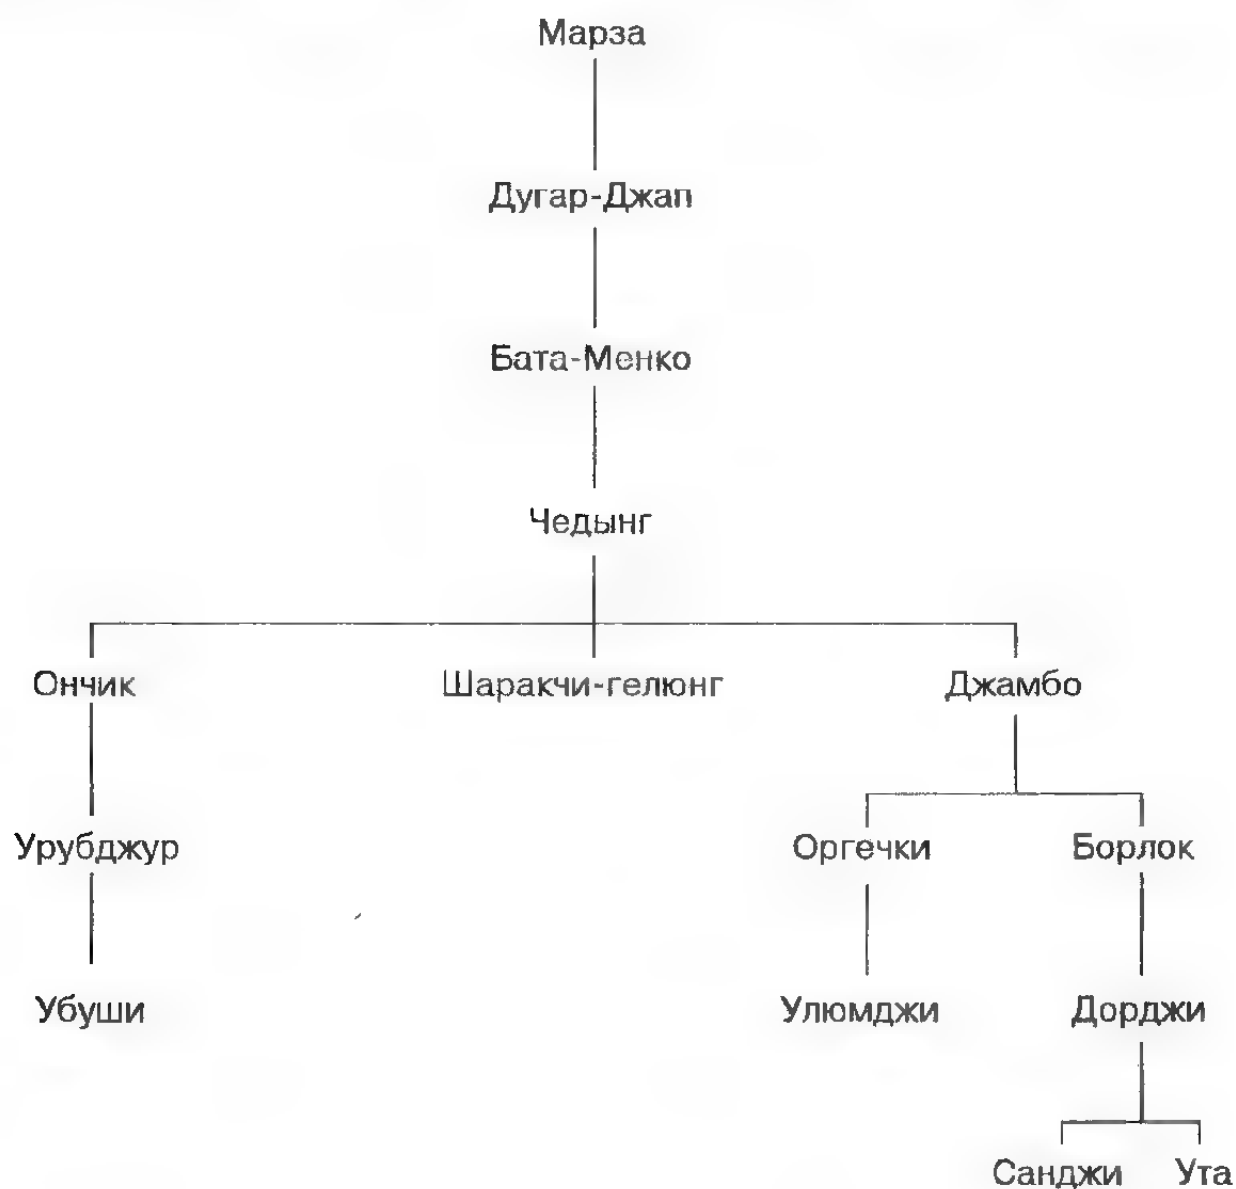 Марза
Дугар-Джап
Бата-Менко
Чедынг
Ончик Шаракчи-гелюнг Джамбо
Урубджур Оргечки Борлок
Убуши Улюмджи Дорджи
Санджи Ута